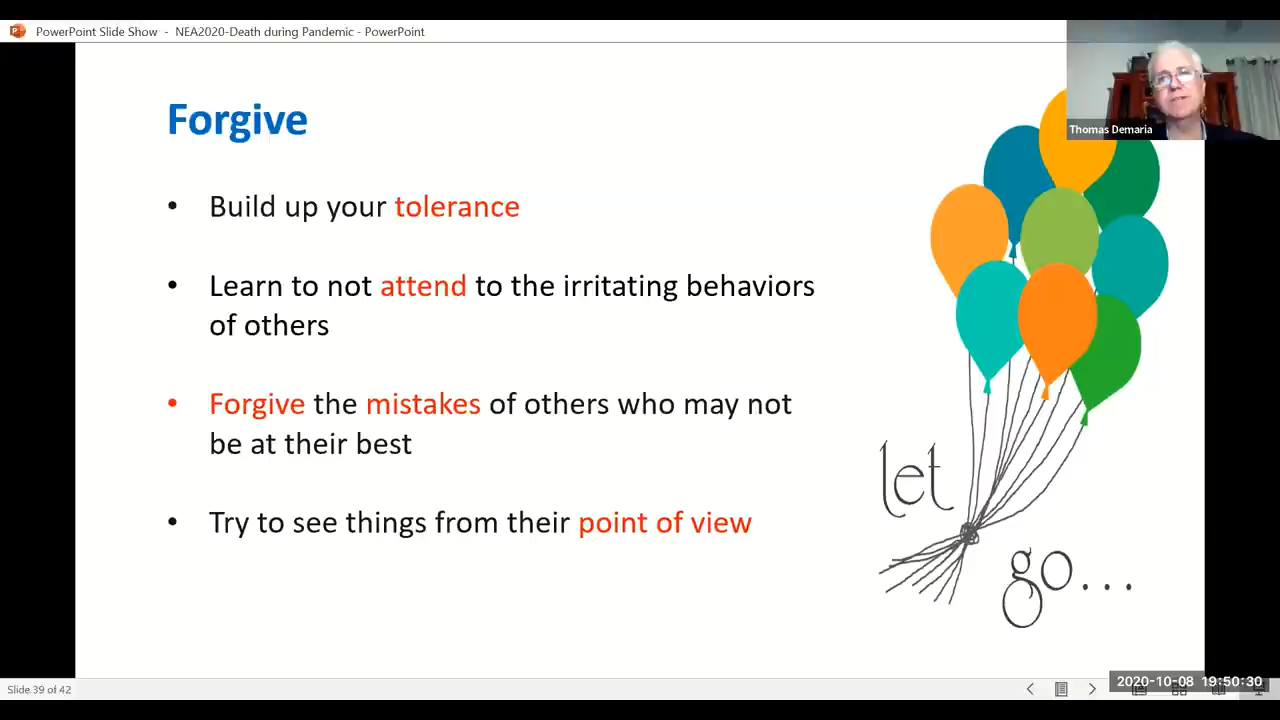 PowerPoint Slide Show - NEA2020-Death during Pandemic - PowerPoint
Thomas Demaria
Forgive
• Build up your tolerance
• Learn to not attend to the irritating behaviors
of others
• Forgive the mistakes of others who may not
be at their best
• Try to see things from their point of view
let
go...
Slide 39 of 42
2020-10-08 19:50:30